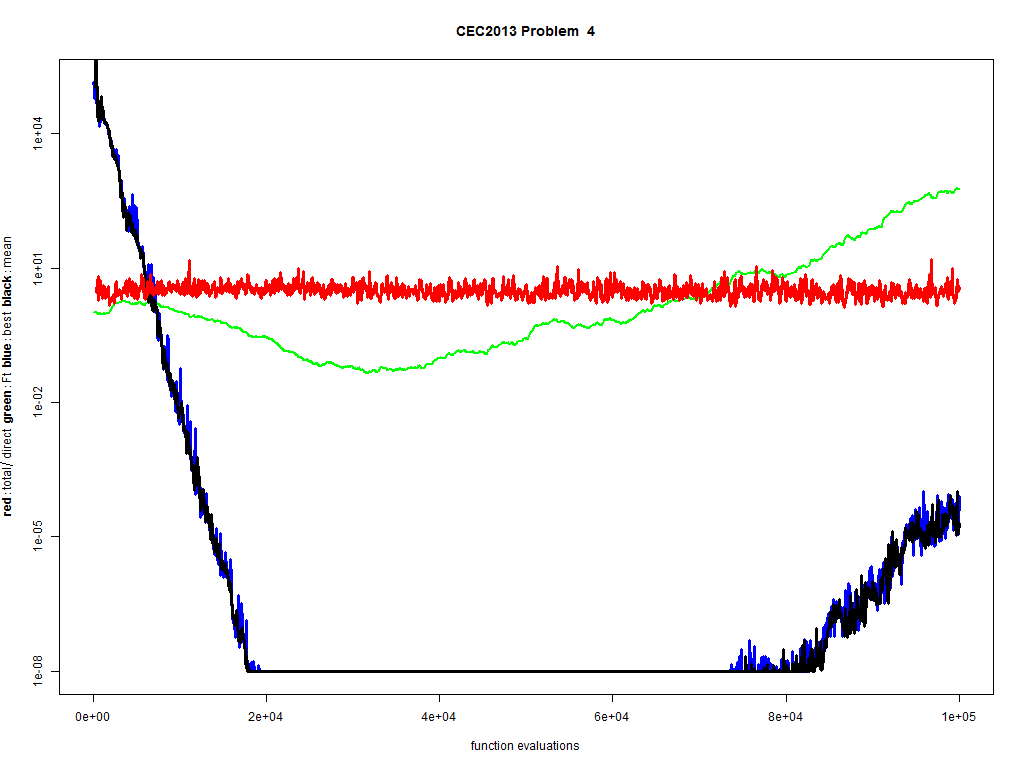 CEC2013 Problem  4
red : total/ direct green : Ft blue : best black : mean
1e+04
1e+01
1e-02
1e-05
1e-08
0e+00 2e+04 4e+04 6e+04 8e+04 1e+05
function evaluations